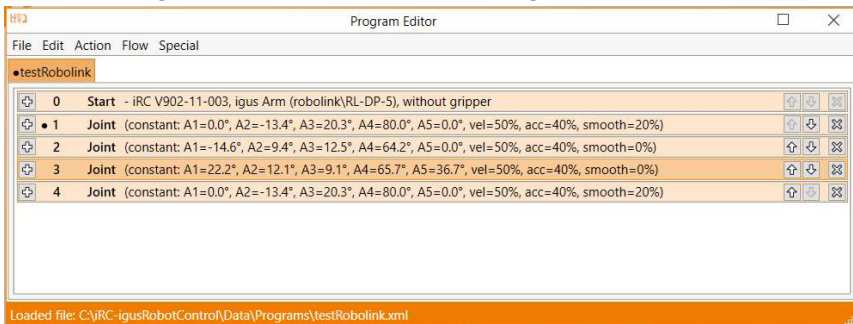 Program Editor
File Edit Action Flow Special
●testRobolink
0 Start - iRC V902-11-003, igus Arm (robolink\RL-DP-5), without gripper
● 1 Joint (constant: A1=0.0°, A2=-13.4°, A3=20.3°, A4=80.0°, A5=0.0°, vel=50%, acc=40%, smooth=20%)
2 Joint (constant: A1=-14.6°, A2=9.4°, A3=12.5°, A4=64.2°, A5=0.0°, vel=50%, acc=40%, smooth=0%)
3 Joint (constant: A1=22.2°, A2=12.1°, A3=9.1°, A4=65.7°, A5=36.7°, vel=50%, acc=40%, smooth=0%)
4 Joint (constant: A1=0.0°, A2=-13.4°, A3=20.3°, A4=80.0°, A5=0.0°, vel=50%, acc=40%, smooth=20%)
Loaded file: C:\iRC-igusRobotControl\Data\Programs\testRobolink.xml